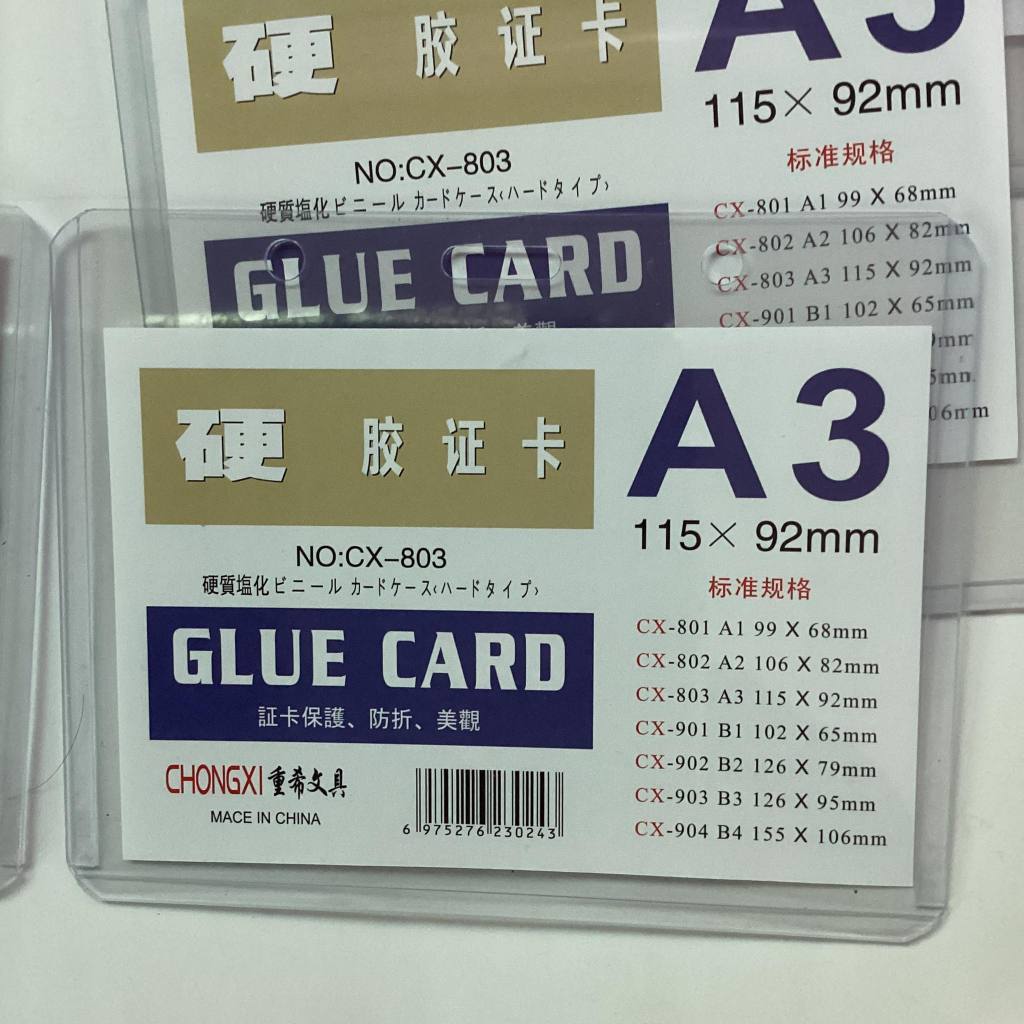 硬 胶证卡
A3
115× 92mm
NO:CX-803
硬質塩化ビニール カードケース‹ハードタイプ›
标准规格
CX-801 A1 99 X 68mm
CX-802 A2 106 X 82mm
CX-803 A3 115 X 92mm
CX-901 B1 102 X 65mm
GLUE CARD
硬 胶证卡
A3
115× 92mm
NO:CX-803
硬質塩化ビニール カードケース‹ハードタイプ›
标准规格
GLUE CARD
証卡保護、防折、美觀
CX-801 A1 99 X 68mm
CX-802 A2 106 X 82mm
CX-803 A3 115 X 92mm
CX-901 B1 102 X 65mm
CX-902 B2 126 X 79mm
CX-903 B3 126 X 95mm
CX-904 B4 155 X 106mm
CHONGXI 重希文具
MACE IN CHINA
6 975276 230243